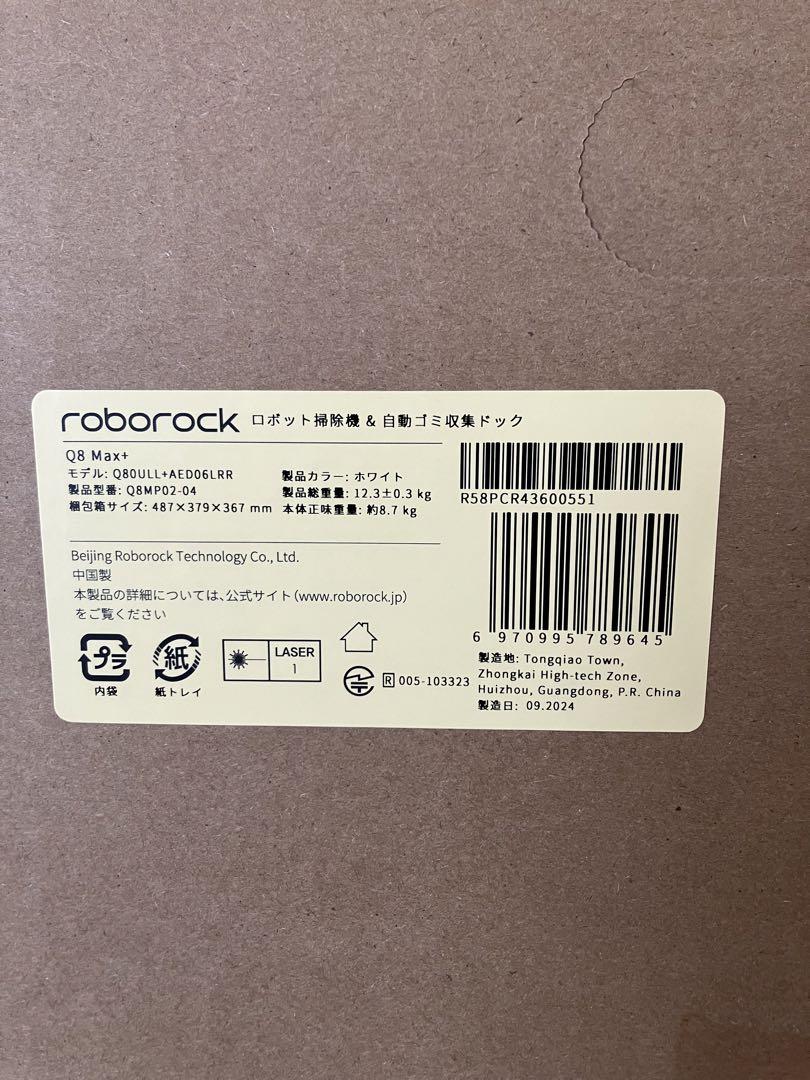 roborock ロボット掃除機 & 自動ゴミ収集ドック
Q8 Max+
モデル: Q80ULL+AED06LRR
製品型番: Q8MP02-04
梱包箱サイズ: 487×379×367 mm
製品カラー: ホワイト
製品総重量: 12.3±0.3 kg
本体正味重量: 約8.7 kg
R58PCR43600551
Beijing Roborock Technology Co., Ltd.
中国製
本製品の詳細については、公式サイト(www.roborock.jp)
をご覧ください
6 970995 789645
プラ
内袋
紙
紙トレイ
LASER
1
R 005-103323
製造地: Tongqiao Town,
Zhongkai High-tech Zone,
Huizhou, Guangdong, P.R. China
製造日: 09.2024